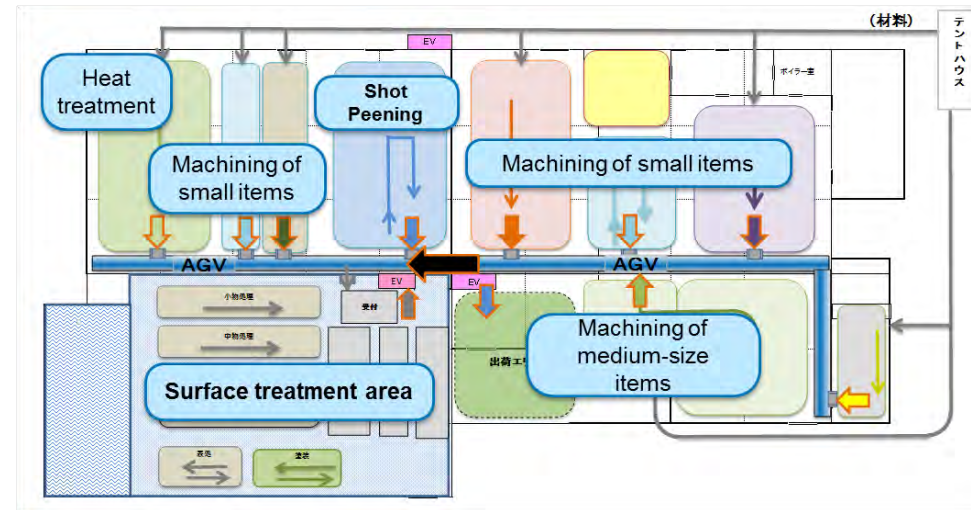 (材料)
テントハウス
EV
ボイラー室
Heat
treatment
Shot
Peening
Machining of
small items
Machining of small items
AGV
AGV
EV
EV
受付
小物処理
中物処理
出荷エリ
Machining of
medium-size
items
Surface treatment area
表処
塗装